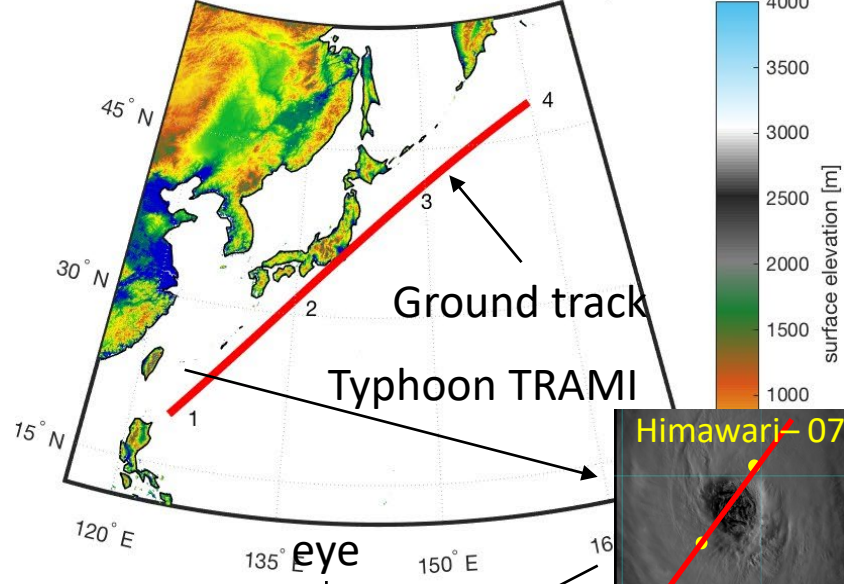 4000
3500
3000
2500
2000
1500
1000
surface elevation [m]
45° N
30° N
15° N
120° E
135° E
150° E
16
1
2
3
4
Ground track
Typhoon TRAMI
Himawari– 07
eye